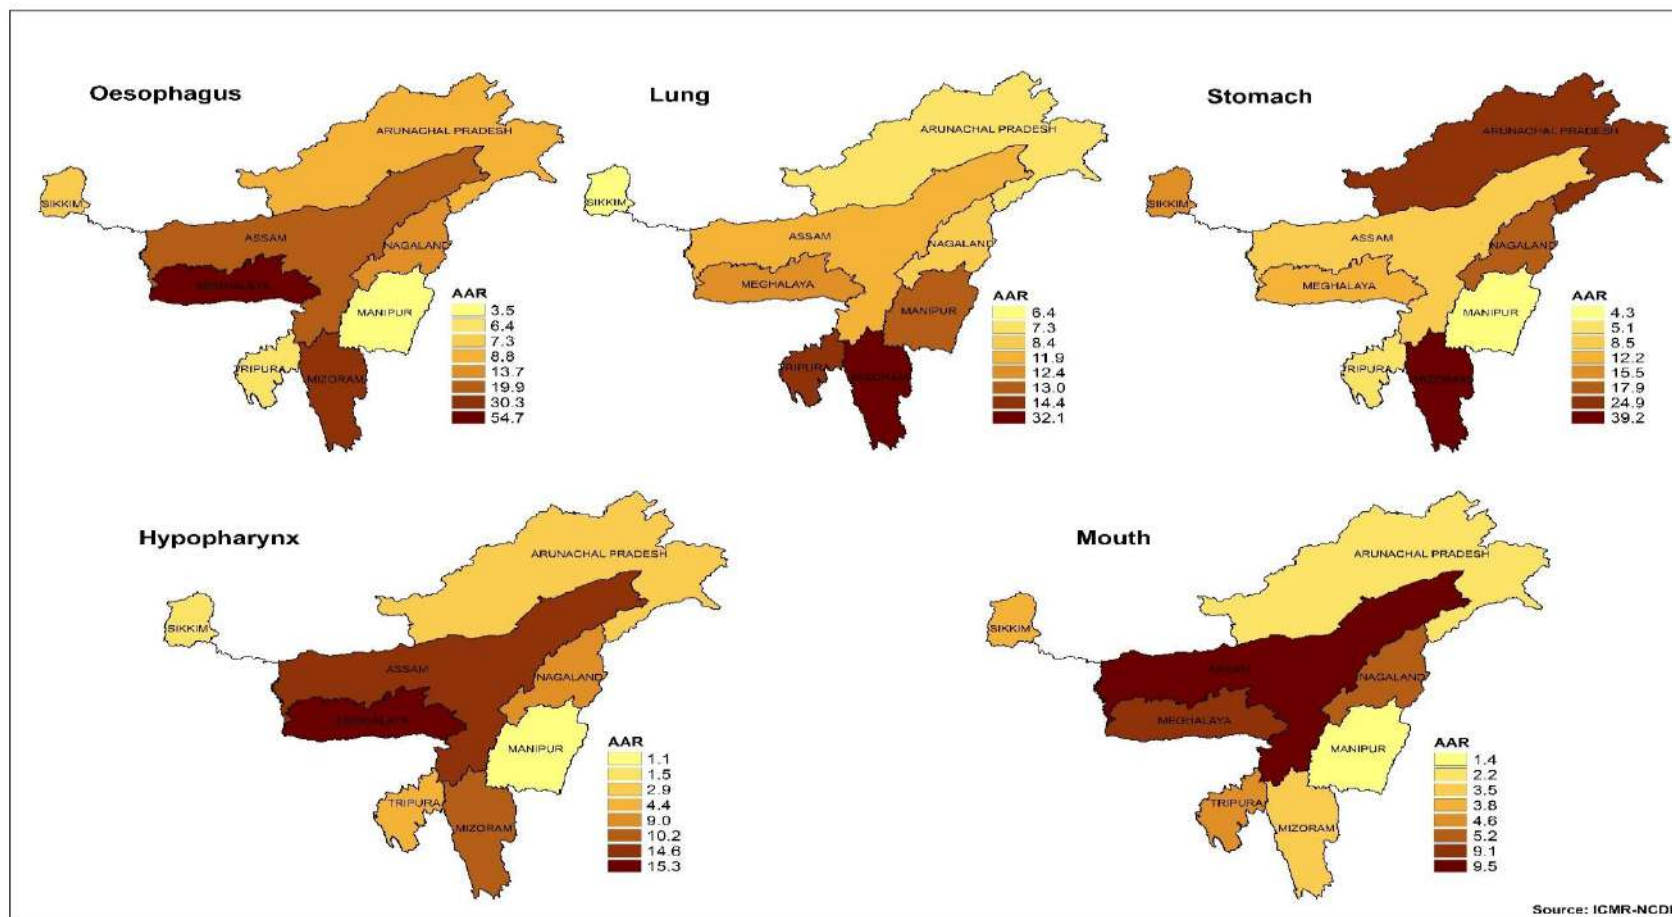 Oesophagus
ARUNACHAL PRADESH
SIKKIM
ASSAM
NAGALAND
MEGHALAYA
MANIPUR
TRIPURA
MIZORAM
AAR
3.5
6.4
7.3
8.8
13.7
19.9
30.3
54.7
Lung
ARUNACHAL PRADESH
SIKKIM
ASSAM
NAGALAND
MEGHALAYA
MANIPUR
TRIPURA
MIZORAM
AAR
6.4
7.3
8.4
11.9
12.4
13.0
14.4
32.1
Stomach
ARUNACHAL PRADESH
SIKKIM
ASSAM
NAGALAND
MEGHALAYA
MANIPUR
TRIPURA
MIZORAM
AAR
4.3
5.1
8.5
12.2
15.5
17.9
24.9
39.2
Hypopharynx
ARUNACHAL PRADESH
SIKKIM
ASSAM
NAGALAND
MEGHALAYA
MANIPUR
TRIPURA
MIZORAM
AAR
1.1
1.5
2.9
4.4
9.0
10.2
14.6
15.3
Mouth
ARUNACHAL PRADESH
SIKKIM
ASSAM
NAGALAND
MEGHALAYA
MANIPUR
TRIPURA
MIZORAM
AAR
1.4
2.2
3.5
3.8
4.6
5.2
9.1
9.5
Source: